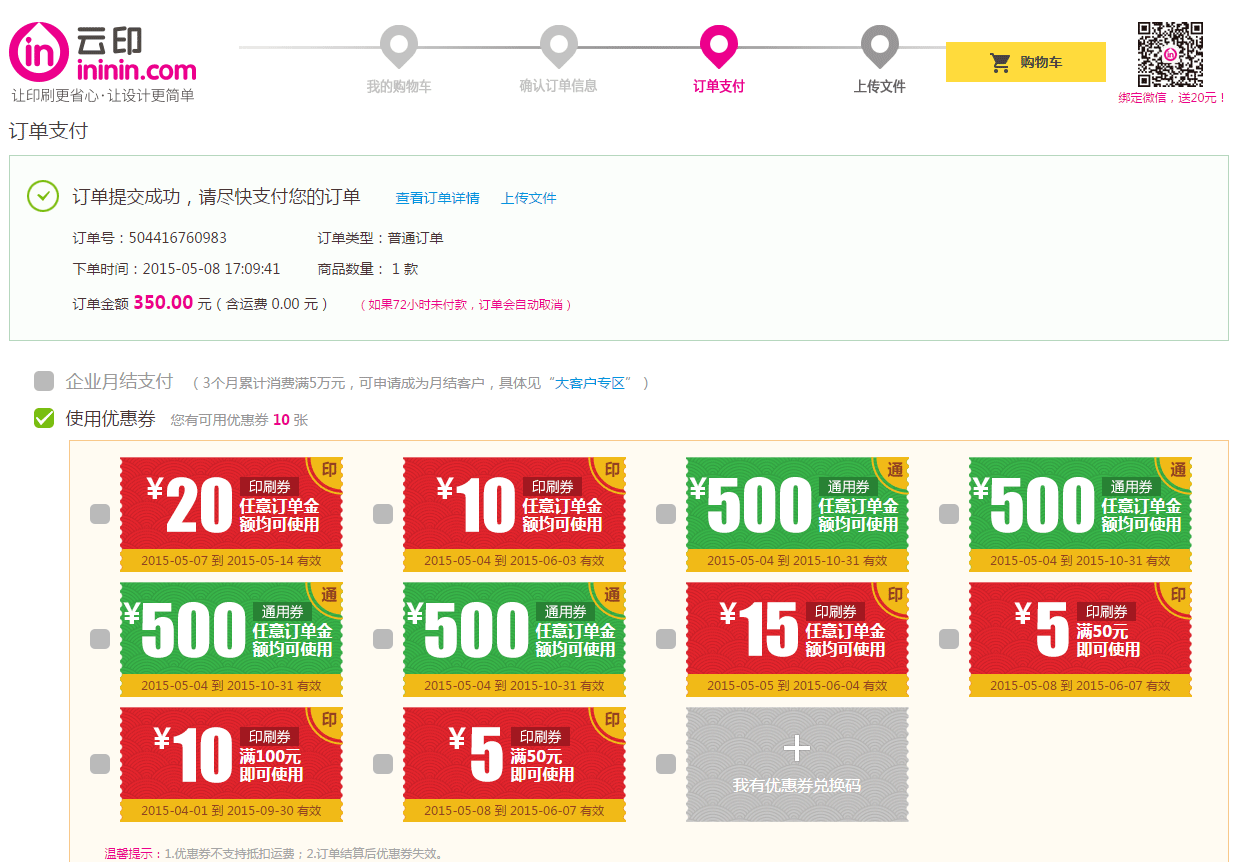 in 云印
ininin.com
让印刷更省心·让设计更简单
我的购物车
确认订单信息
订单支付
上传文件
购物车
in
绑定微信，送20元！
订单支付
订单提交成功，请尽快支付您的订单 查看订单详情 上传文件
订单号：504416760983 订单类型：普通订单
下单时间：2015-05-08 17:09:41 商品数量： 1 款
订单金额 350.00 元（含运费 0.00 元） （如果72小时未付款，订单会自动取消）
企业月结支付 （3个月累计消费满5万元，可申请成为月结客户，具体见“大客户专区” ）
使用优惠券 您有可用优惠券 10 张
印
¥20 印刷券
任意订单金
额均可使用
2015-05-07 到 2015-05-14 有效
印
¥10 印刷券
任意订单金
额均可使用
2015-05-04 到 2015-06-03 有效
通
¥500 通用券
任意订单金
额均可使用
2015-05-04 到 2015-10-31 有效
通
¥500 通用券
任意订单金
额均可使用
2015-05-04 到 2015-10-31 有效
通
¥500 通用券
任意订单金
额均可使用
2015-05-04 到 2015-10-31 有效
通
¥500 通用券
任意订单金
额均可使用
2015-05-04 到 2015-10-31 有效
印
¥15 印刷券
任意订单金
额均可使用
2015-05-05 到 2015-06-04 有效
印
¥5 印刷券
满50元
即可使用
2015-05-08 到 2015-06-07 有效
印
¥10 印刷券
满100元
即可使用
2015-04-01 到 2015-09-30 有效
印
¥5 印刷券
满50元
即可使用
2015-05-08 到 2015-06-07 有效
我有优惠券兑换码
温馨提示：1.优惠券不支持抵扣运费；2.订单结算后优惠券失效。